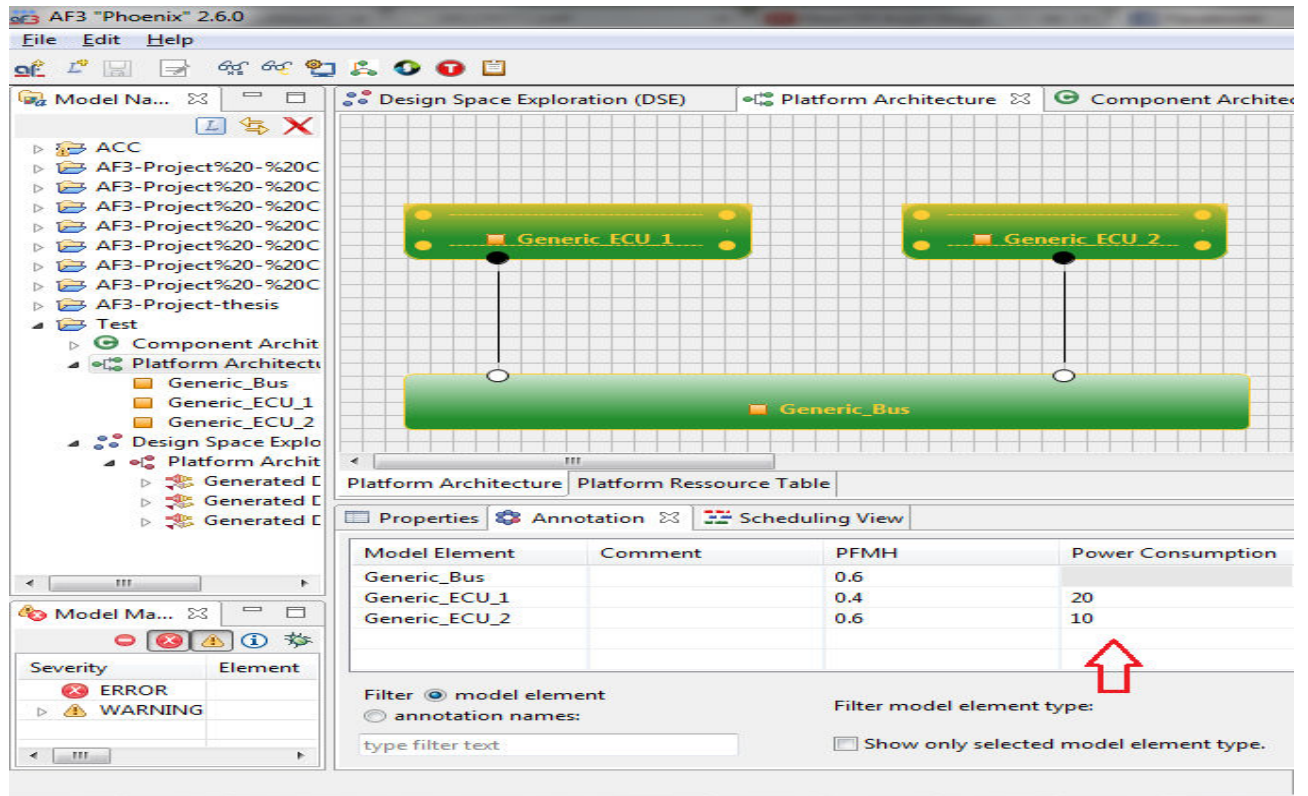 AF3 "Phoenix" 2.6.0
File Edit Help
Model Na...
ACC
AF3-Project%20-%20C
AF3-Project%20-%20C
AF3-Project%20-%20C
AF3-Project%20-%20C
AF3-Project%20-%20C
AF3-Project%20-%20C
AF3-Project%20-%20C
AF3-Project-thesis
Test
Component Archit
Platform Architectu
Generic_Bus
Generic_ECU_1
Generic_ECU_2
Design Space Explo
Platform Archit
Generated D
Generated D
Generated D
Model Ma...
Severity Element
ERROR
WARNING
Design Space Exploration (DSE) Platform Architecture Component Architec
Generic_ECU_1 Generic_ECU_2
Generic_Bus
Platform Architecture Platform Ressource Table
Properties Annotation Scheduling View
Model Element Comment PFMH Power Consumption
Generic_Bus 0.6
Generic_ECU_1 0.4 20
Generic_ECU_2 0.6 10
Filter model element
annotation names:
type filter text
Filter model element type:
Show only selected model element type.